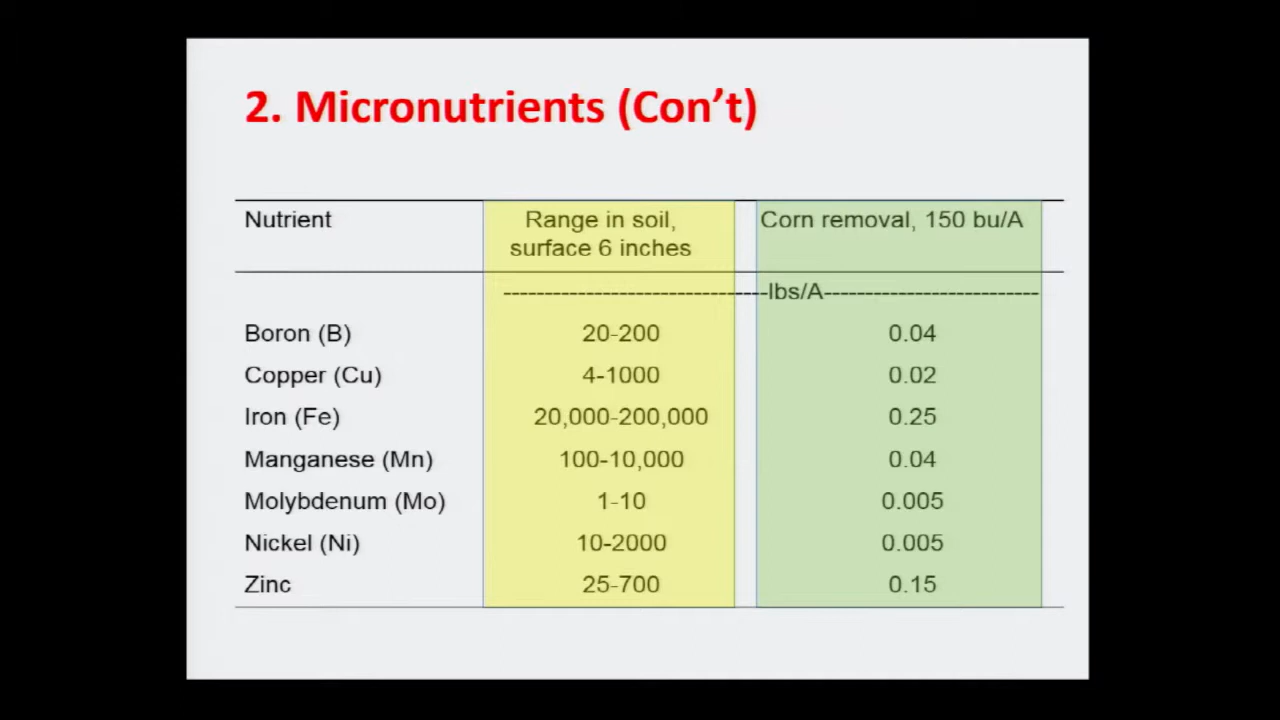 2. Micronutrients (Con't)
Nutrient Range in soil, Corn removal, 150 bu/A
surface 6 inches
-------------------------------lbs/A--------------------------
Boron (B) 20-200 0.04
Copper (Cu) 4-1000 0.02
Iron (Fe) 20,000-200,000 0.25
Manganese (Mn) 100-10,000 0.04
Molybdenum (Mo) 1-10 0.005
Nickel (Ni) 10-2000 0.005
Zinc 25-700 0.15